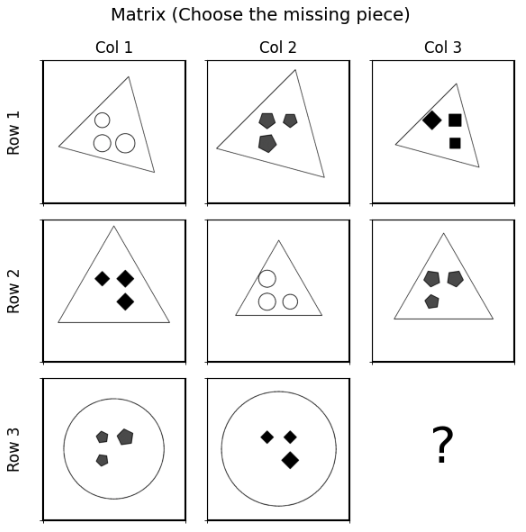 Matrix (Choose the missing piece)
Col 1 Col 2 Col 3
Row 1
Row 2
Row 3
?